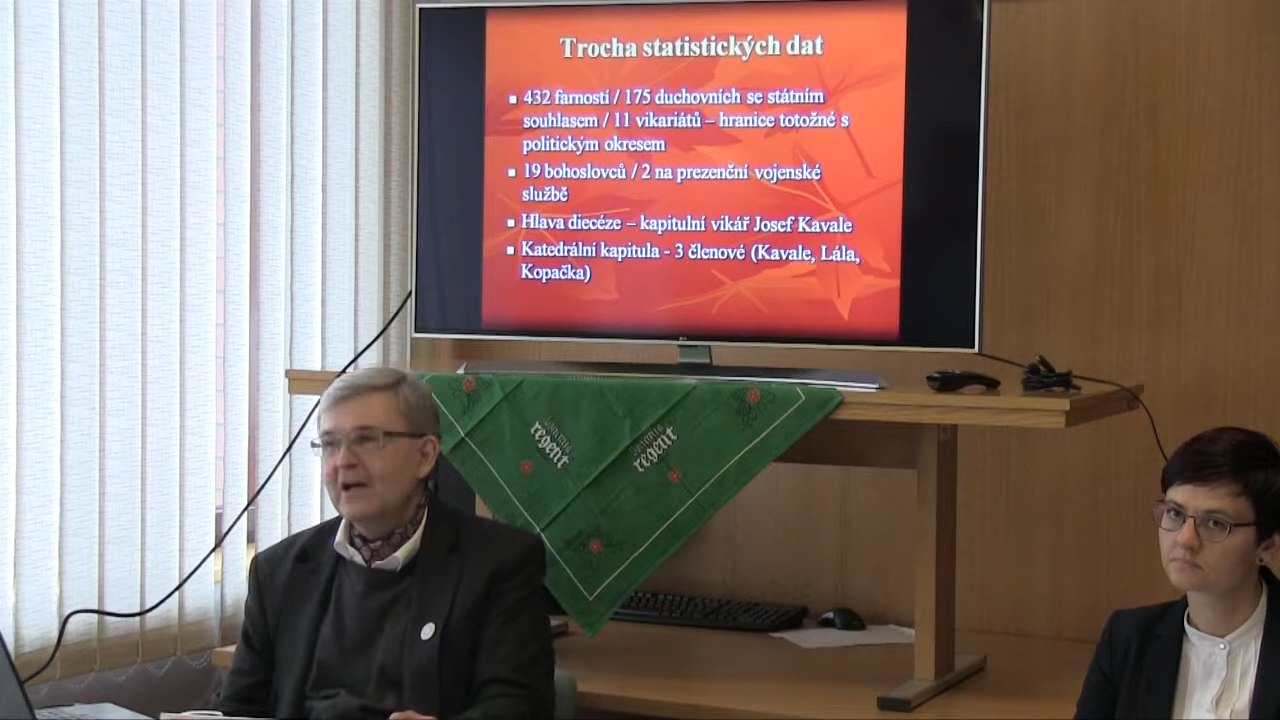 Trocha statistických dat
432 farností / 175 duchovních se státním
souhlasem / 11 vikariátů – hranice totožné s
politickým okresem
19 bohoslovců / 2 na prezenční vojenské
službě
Hlava diecéze – kapitulní vikář Josef Kavale
Katedrální kapitula - 3 členové (Kavale, Lála,
Kopačka)
regent
regent